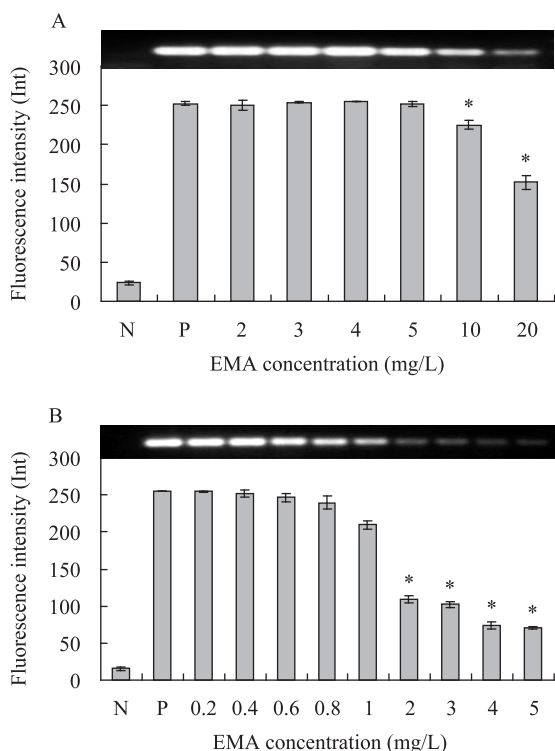 A
300
250
200
150
100
50
0
Fluorescence intensity (Int)
*
*
N P 2 3 4 5 10 20
EMA concentration (mg/L)
B
300
250
200
150
100
50
0
Fluorescence intensity (Int)
* * * *
N P 0.2 0.4 0.6 0.8 1 2 3 4 5
EMA concentration (mg/L)